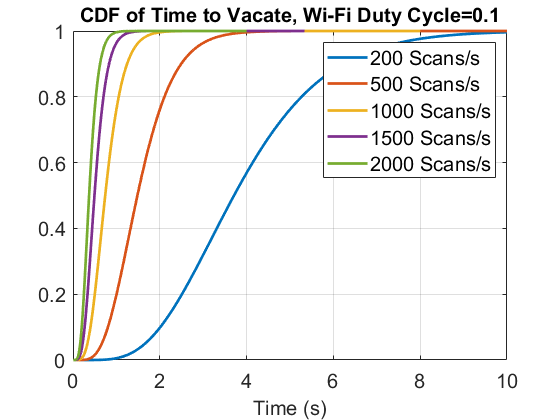 CDF of Time to Vacate, Wi-Fi Duty Cycle=0.1
1
0.8
0.6
0.4
0.2
0
200 Scans/s
500 Scans/s
1000 Scans/s
1500 Scans/s
2000 Scans/s
0 2 4 6 8 10
Time (s)